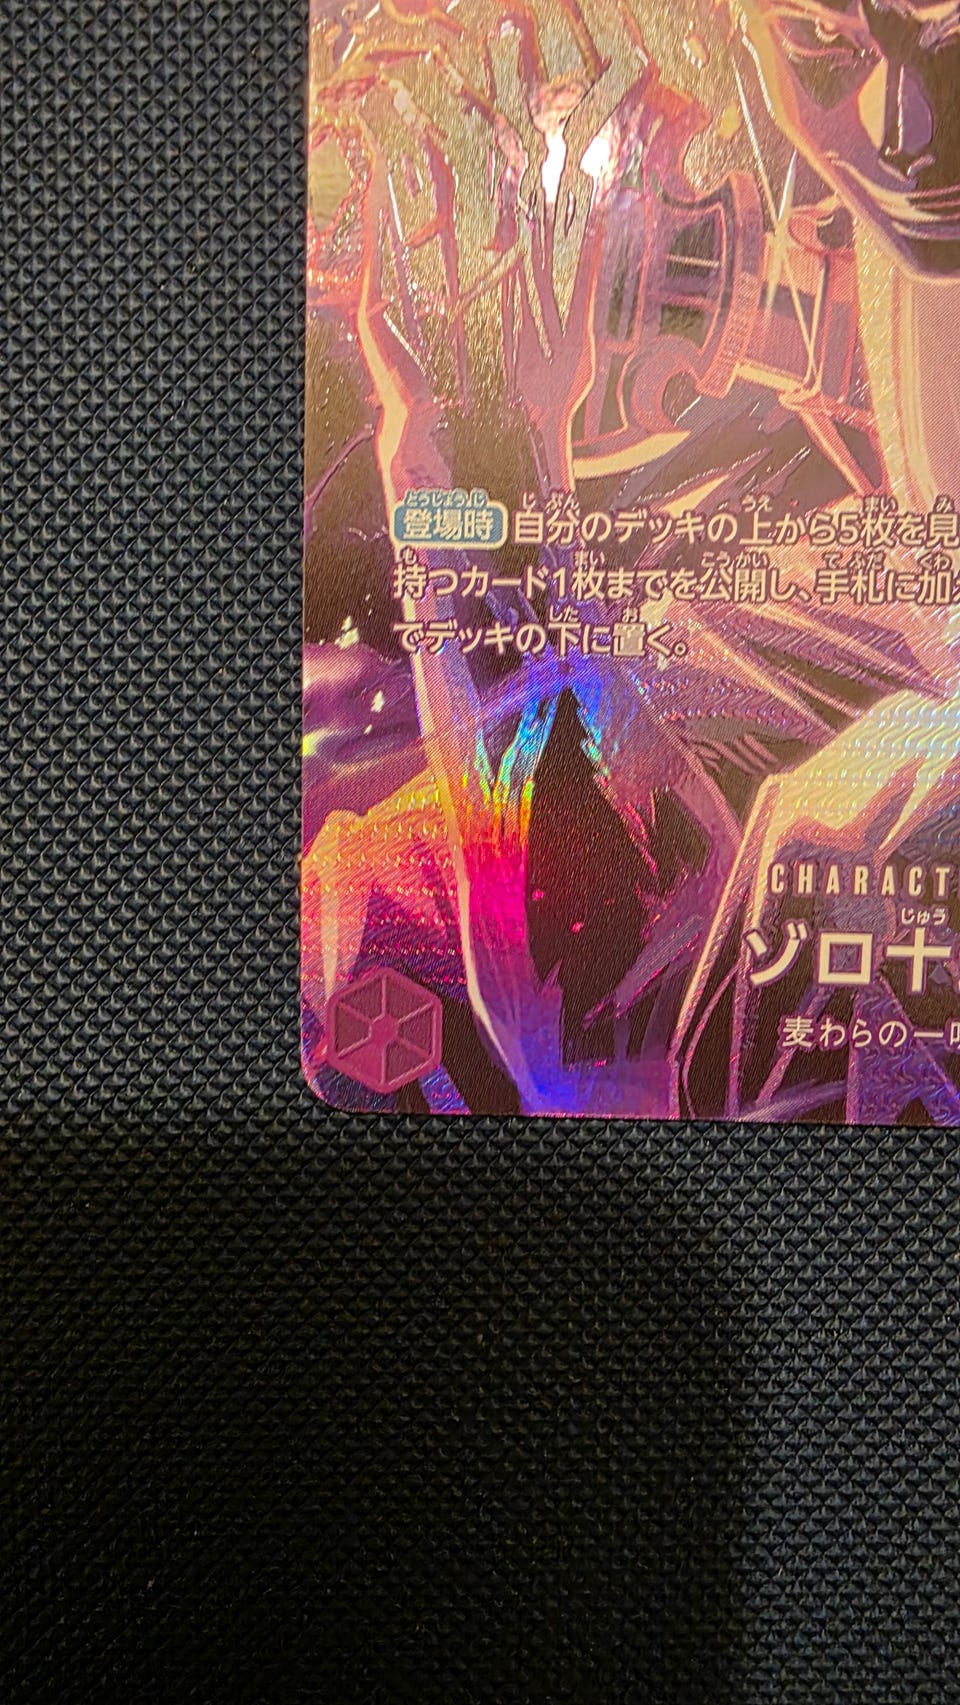 登場時 自分のデッキの上から5枚を見
持つカード1枚までを公開し、手札に加え
でデッキの下に置く。
CHARACT
ゾロ十
麦わらの一味